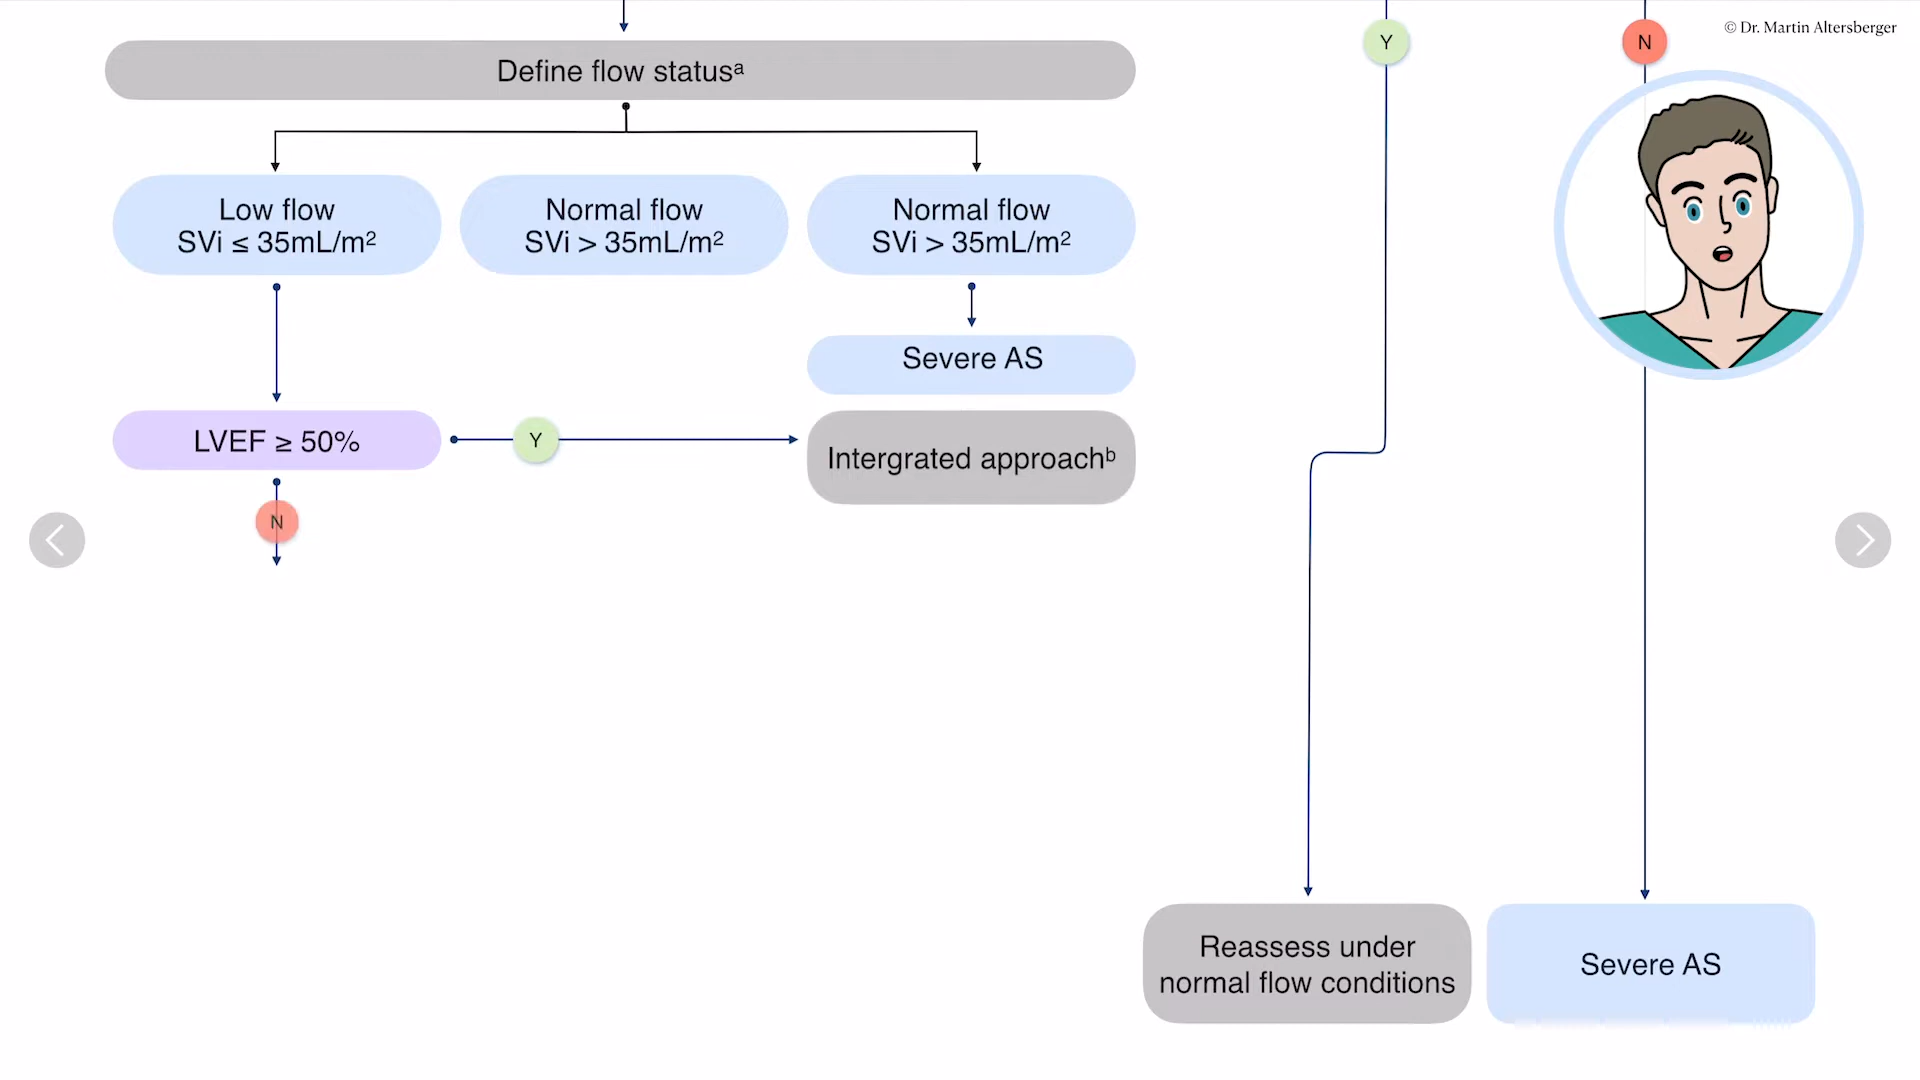 © Dr. Martin Altersberger
Y
N
Define flow statusᵃ
Low flow
SVi ≤ 35mL/m²
Normal flow
SVi > 35mL/m²
Normal flow
SVi > 35mL/m²
Severe AS
LVEF ≥ 50%
Y
Intergrated approachᵇ
N
Reassess under
normal flow conditions
Severe AS